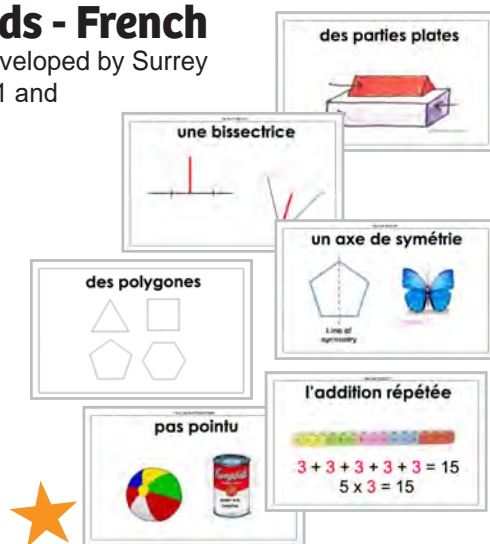 ds - French
veloped by Surrey
1 and
des parties plates
une bissectrice
un axe de symétrie
Line of
symmetry
des polygones
l'addition répétée
3 + 3 + 3 + 3 + 3 = 15
5 x 3 = 15
pas pointu
Campbell's